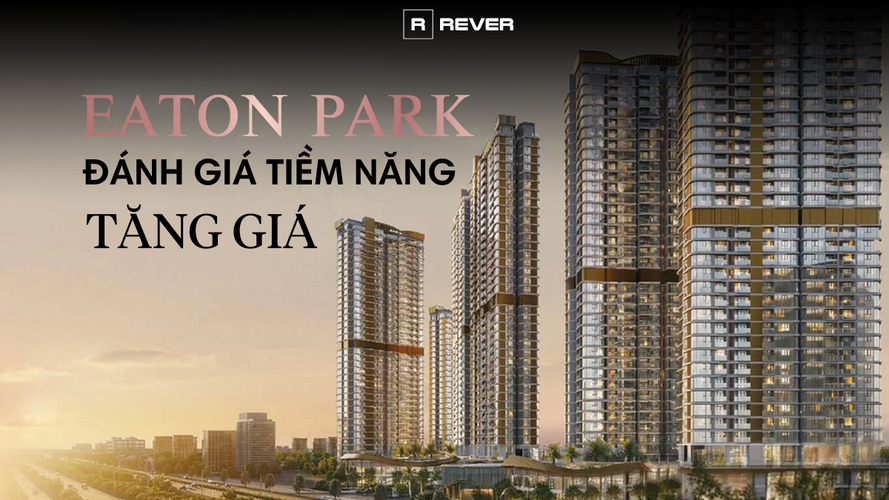 R REVER
EATON PARK
ĐÁNH GIÁ TIỀM NĂNG
TĂNG GIÁ